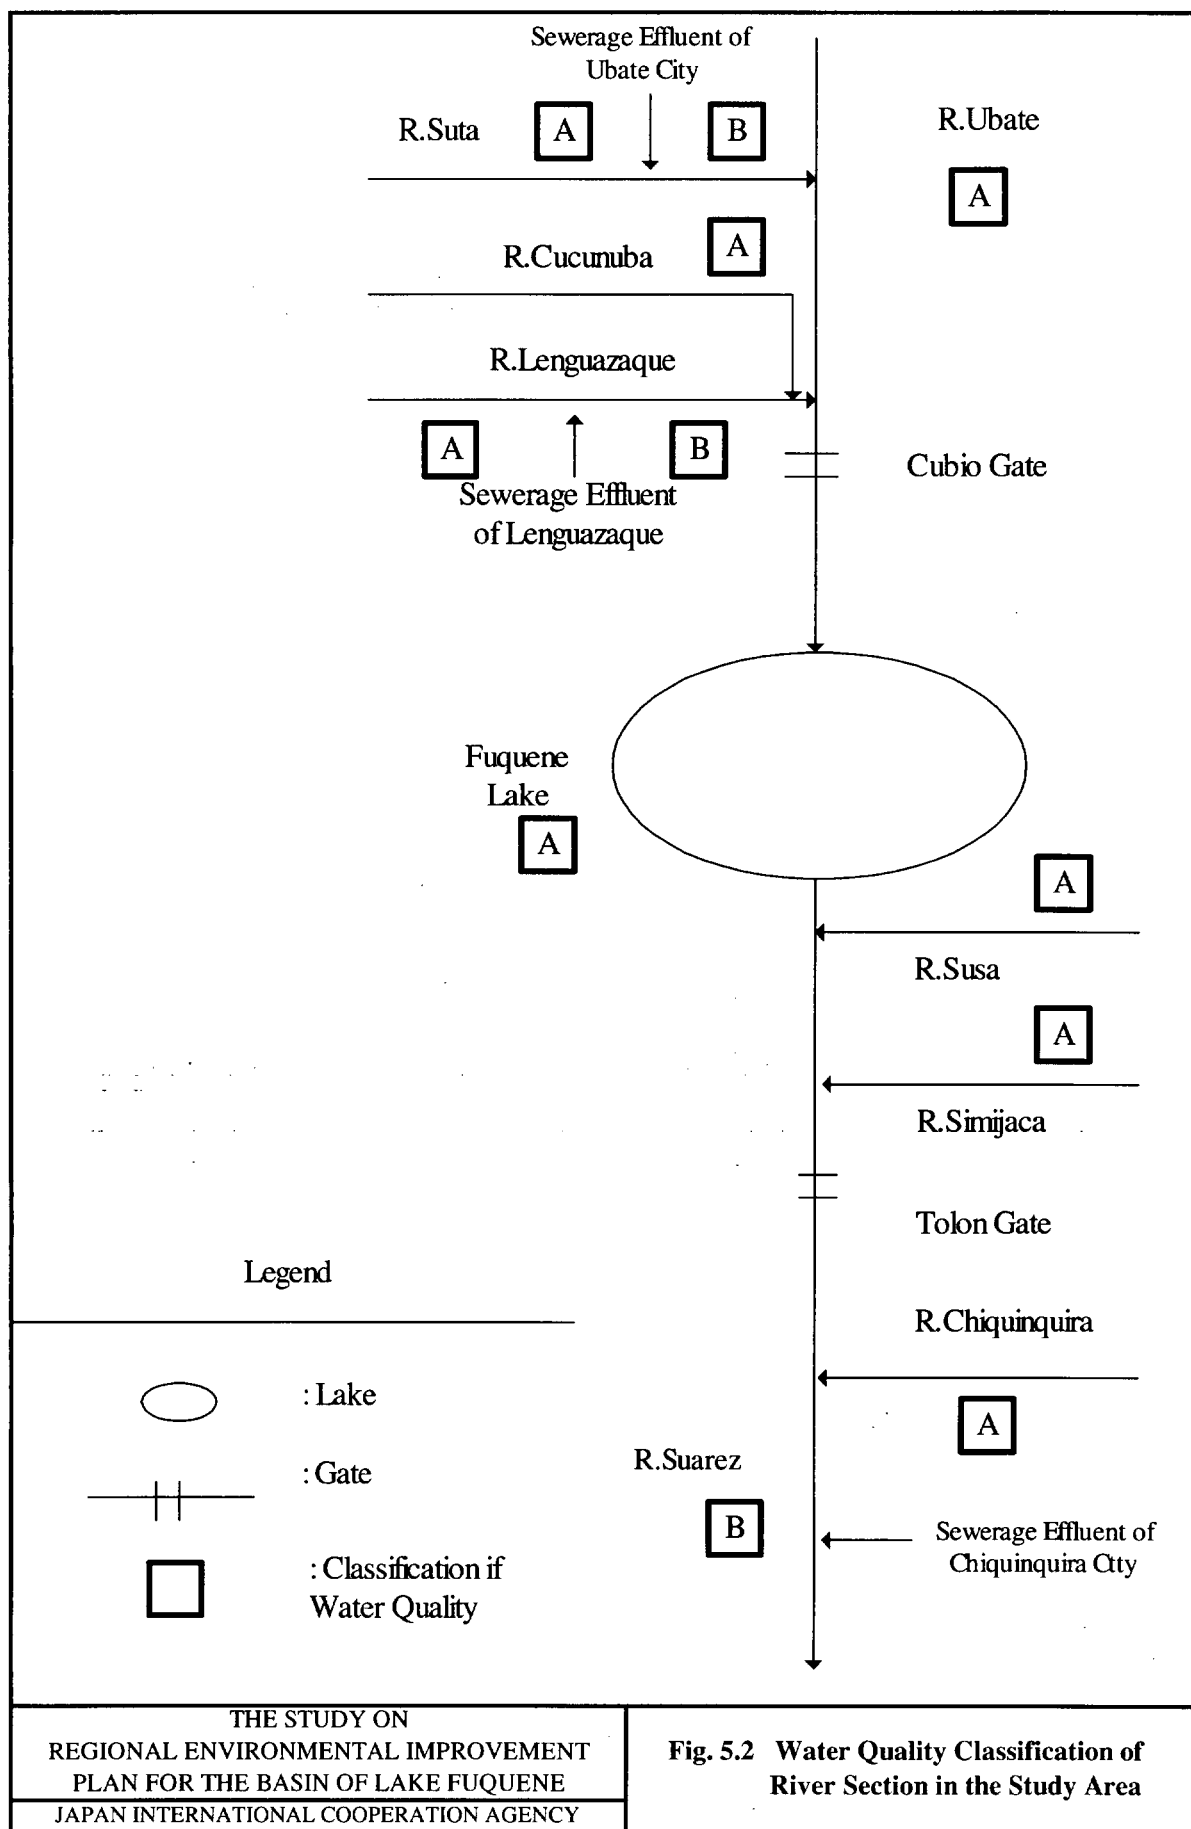 Sewerage Effluent of
Ubate City
R.Suta
A
B
R.Ubate
A
R.Cucunuba
A
R.Lenguazaque
A
B
Sewerage Effluent
of Lenguazaque
Cubio Gate
Fuquene
Lake
A
A
R.Susa
A
R.Simijaca
Tolon Gate
Legend
R.Chiquinquira
: Lake
A
: Gate
R.Suarez
B
Sewerage Effluent of
Chiquinquira City
: Classification if
Water Quality
THE STUDY ON
REGIONAL ENVIRONMENTAL IMPROVEMENT
PLAN FOR THE BASIN OF LAKE FUQUENE
JAPAN INTERNATIONAL COOPERATION AGENCY
Fig. 5.2 Water Quality Classification of
River Section in the Study Area